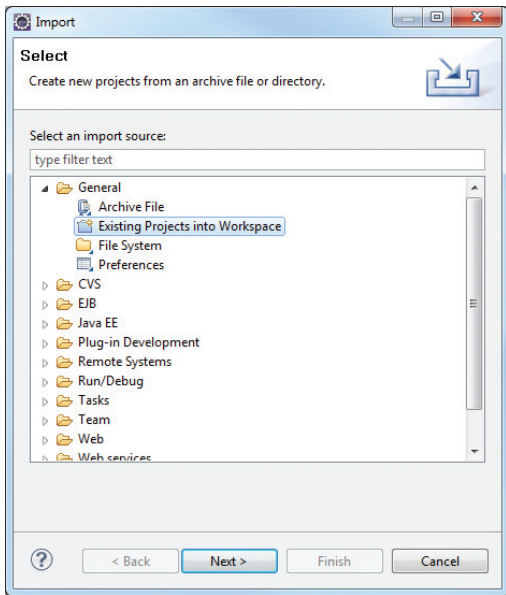 Import
Select
Create new projects from an archive file or directory.
Select an import source:
type filter text
General
Archive File
Existing Projects into Workspace
File System
Preferences
CVS
EJB
Java EE
Plug-in Development
Remote Systems
Run/Debug
Tasks
Team
Web
Web services
? < Back Next > Finish Cancel